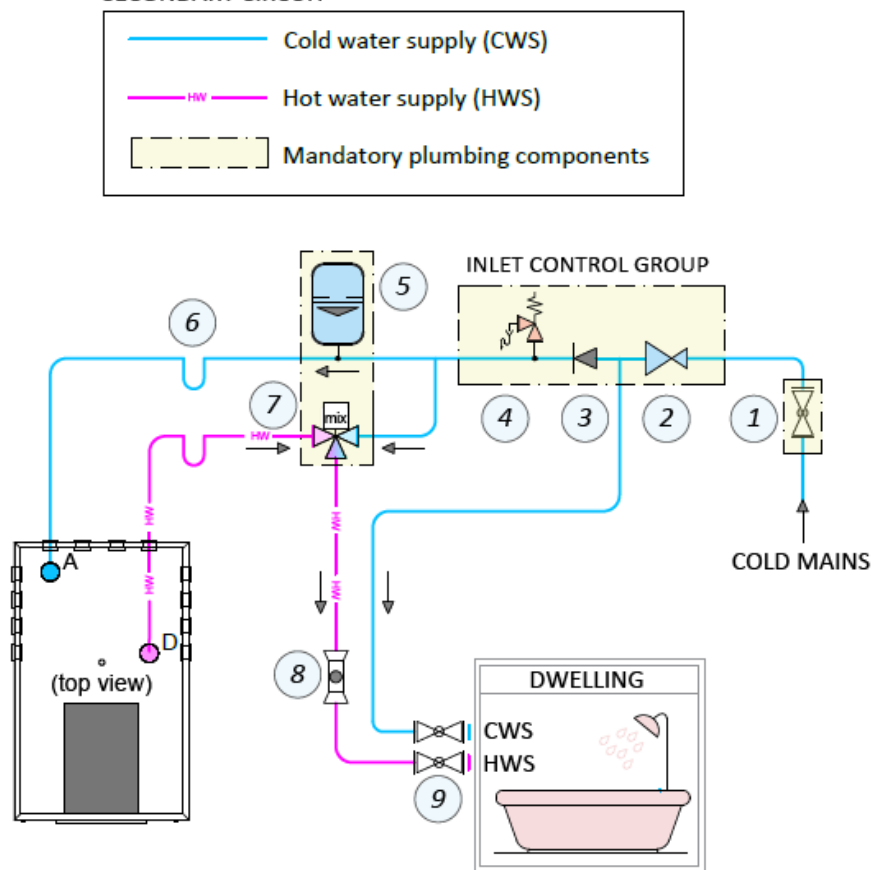 Cold water supply (CWS)
HW
Hot water supply (HWS)
Mandatory plumbing components
INLET CONTROL GROUP
5
6
7
mix
HW
4
3
2
1
HW
HW
COLD MAINS
A
HW
HW
D
(top view)
8
DWELLING
CWS
HWS
9